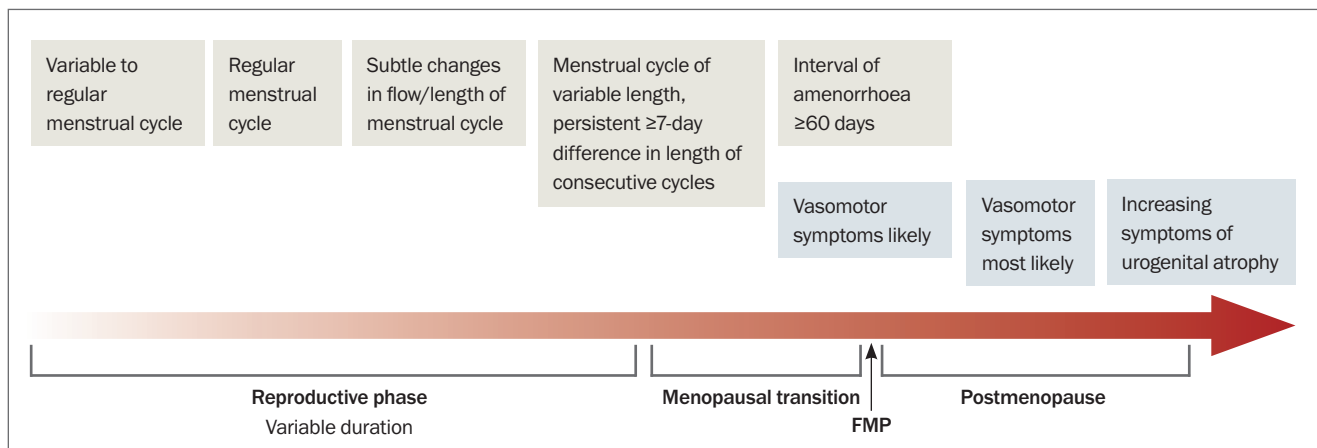 Variable to
regular
menstrual cycle
Regular
menstrual
cycle
Subtle changes
in flow/length of
menstrual cycle
Menstrual cycle of
variable length,
persistent ≥7-day
difference in length of
consecutive cycles
Interval of
amenorrhoea
≥60 days
Vasomotor
symptoms likely
Vasomotor
symptoms
most likely
Increasing
symptoms of
urogenital atrophy
Reproductive phase
Variable duration
Menopausal transition
FMP
Postmenopause